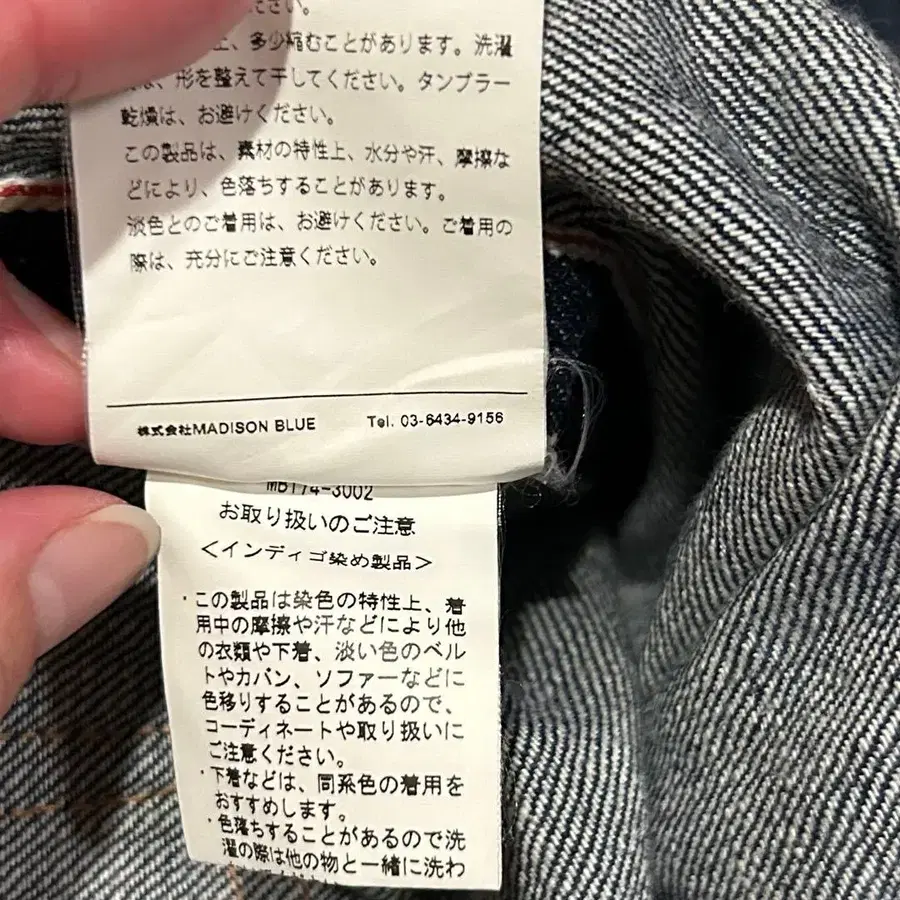 ださい。
上、多少縮むことがあります。洗濯
は、形を整えて干してください。タンブラー
乾燥は、お避けください。
この製品は、素材の特性上、水分や汗、摩擦な
どにより、色落ちすることがあります。
淡色とのご着用は、お避けください。ご着用の
際は、充分にご注意ください。
株式会社MADISON BLUE Tel. 03-6434-9156
MB174-3002
お取り扱いのご注意
＜インディゴ染め製品＞
・この製品は染色の特性上、着
用中の摩擦や汗などにより他
の衣類や下着、淡い色のベル
トやカバン、ソファーなどに
色移りすることがあるので、
コーディネートや取り扱いに
ご注意ください。
・下着などは、同系色の着用を
おすすめします。
・色落ちすることがあるので洗
濯の際は他の物と一緒に洗わ